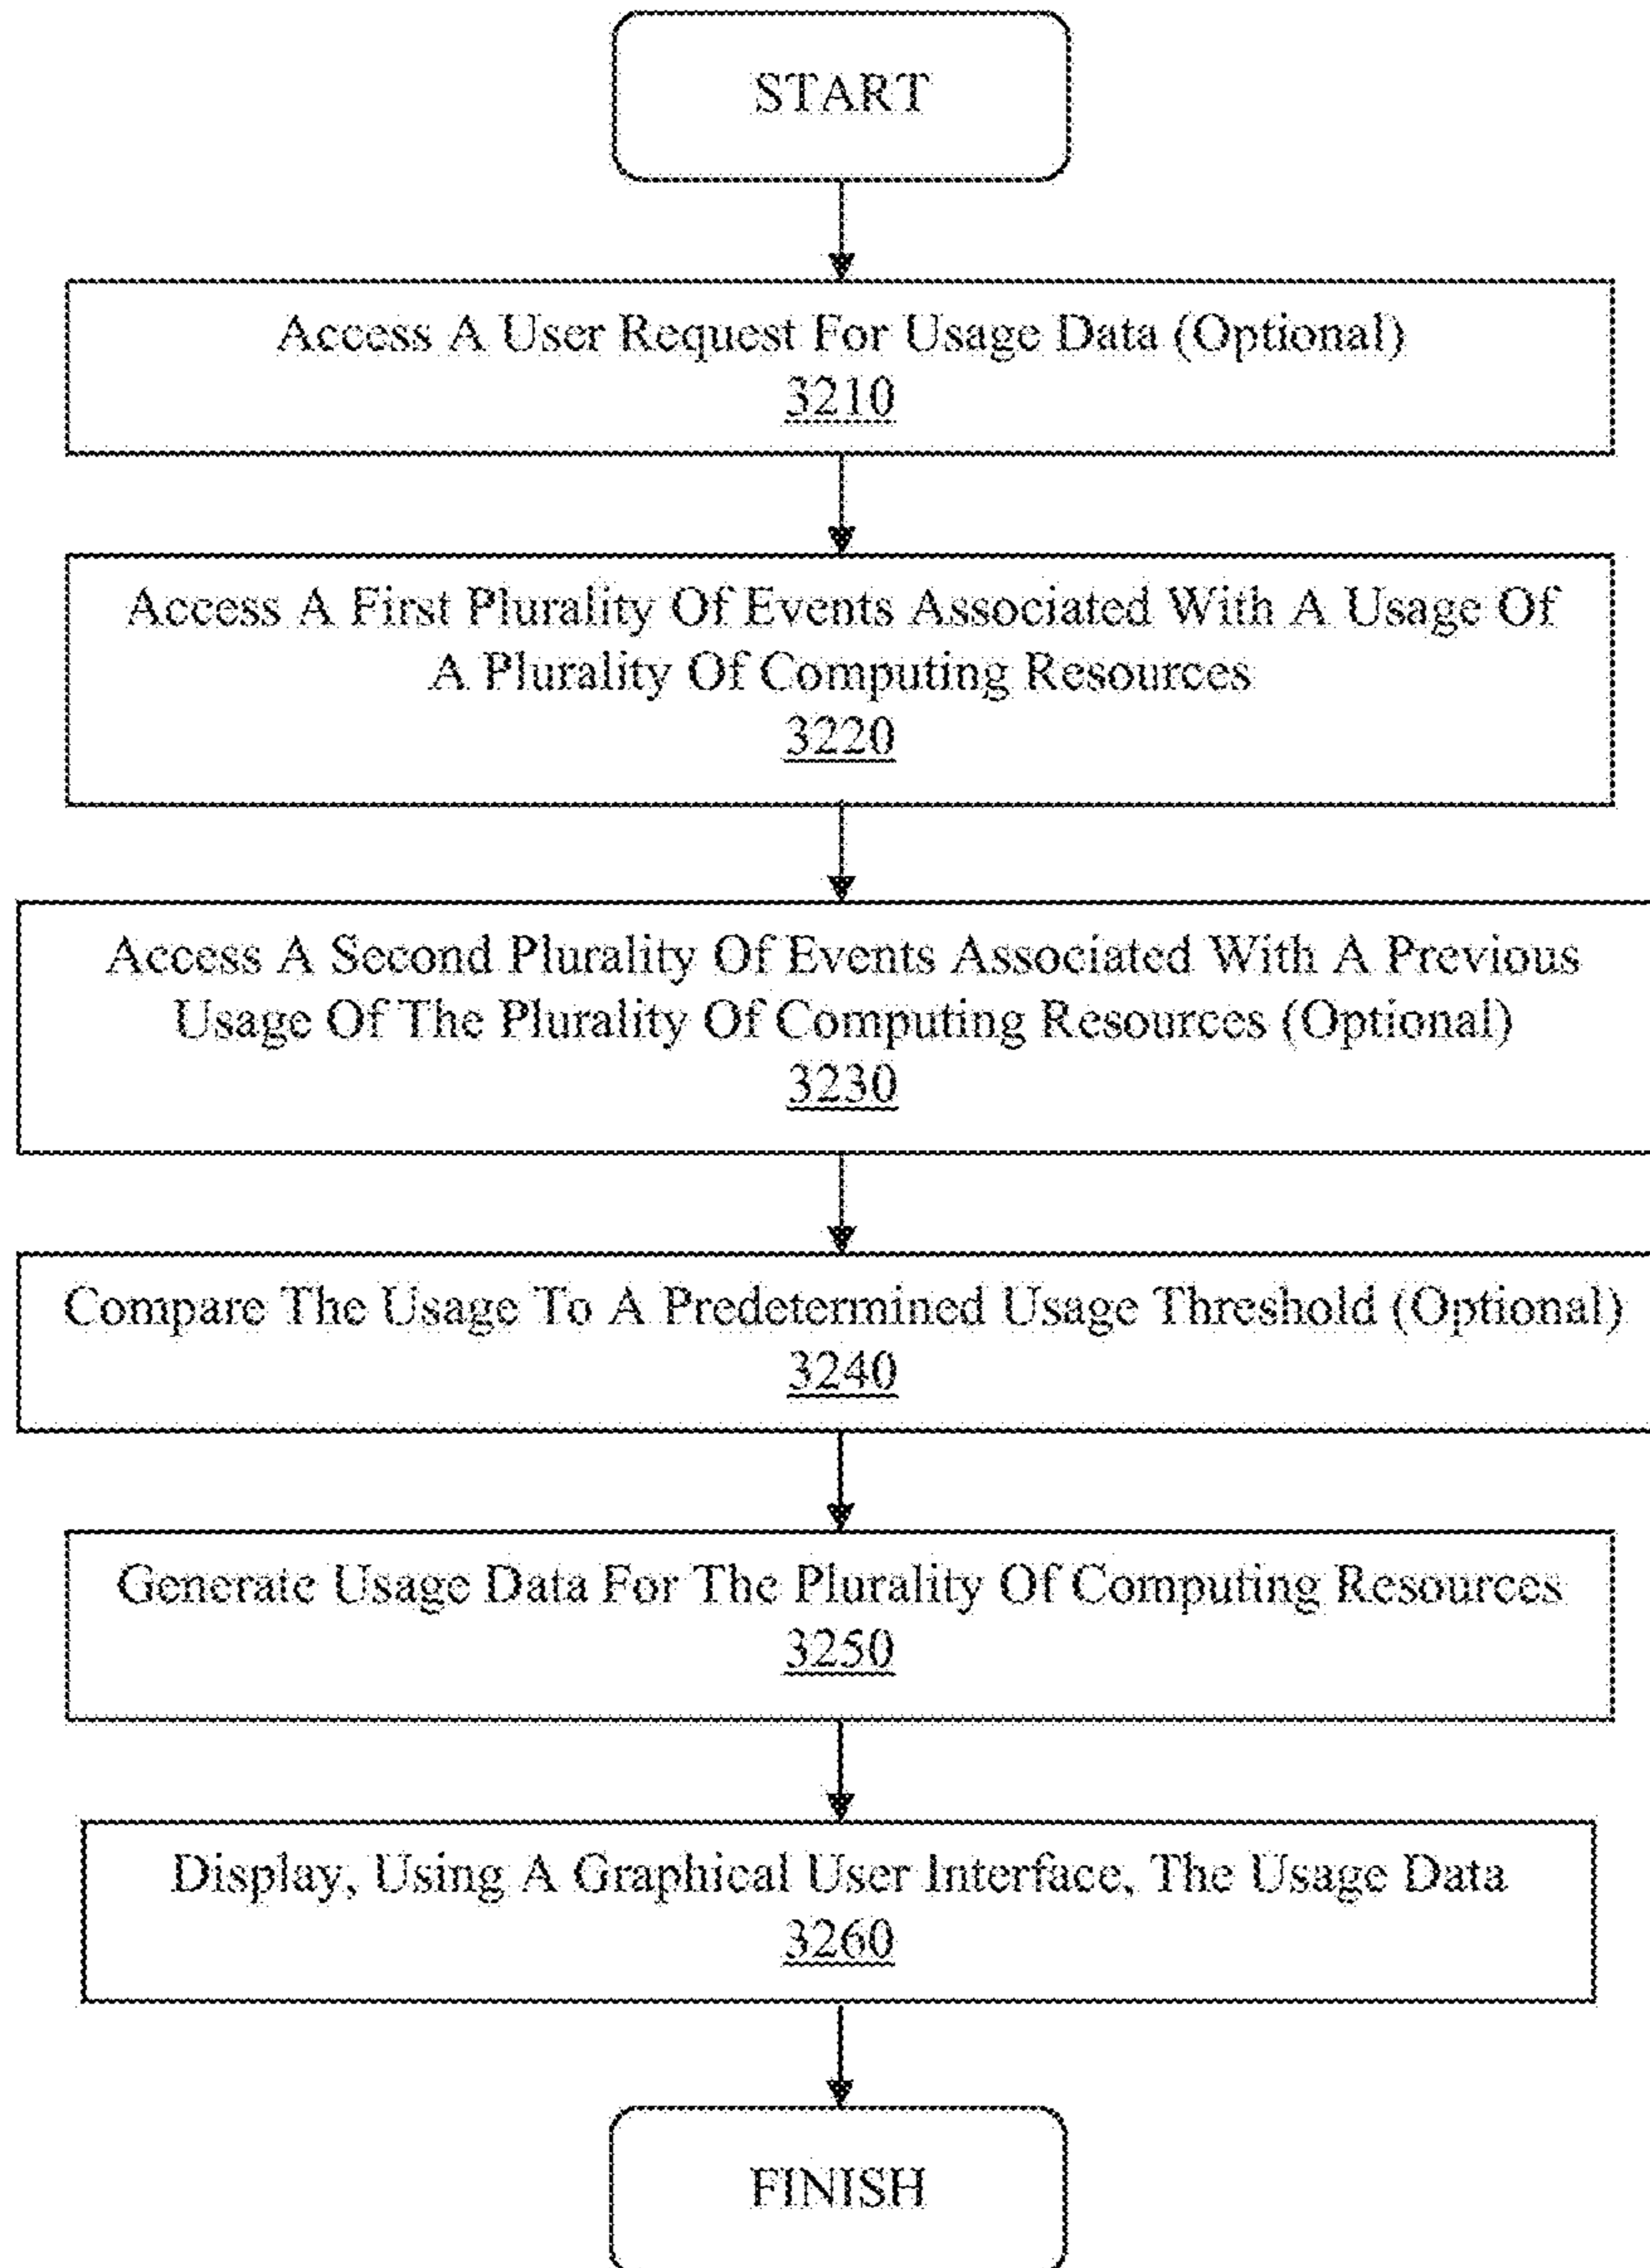 START
Access A User Request For Usage Data (Optional)
3210
Access A First Plurality Of Events Associated With A Usage Of
A Plurality Of Computing Resources
3220
Access A Second Plurality Of Events Associated With A Previous
Usage Of The Plurality Of Computing Resources (Optional)
3230
Compare The Usage To A Predetermined Usage Threshold (Optional)
3240
Generate Usage Data For The Plurality Of Computing Resources
3250
Display, Using A Graphical User Interface, The Usage Data
3260
FINISH